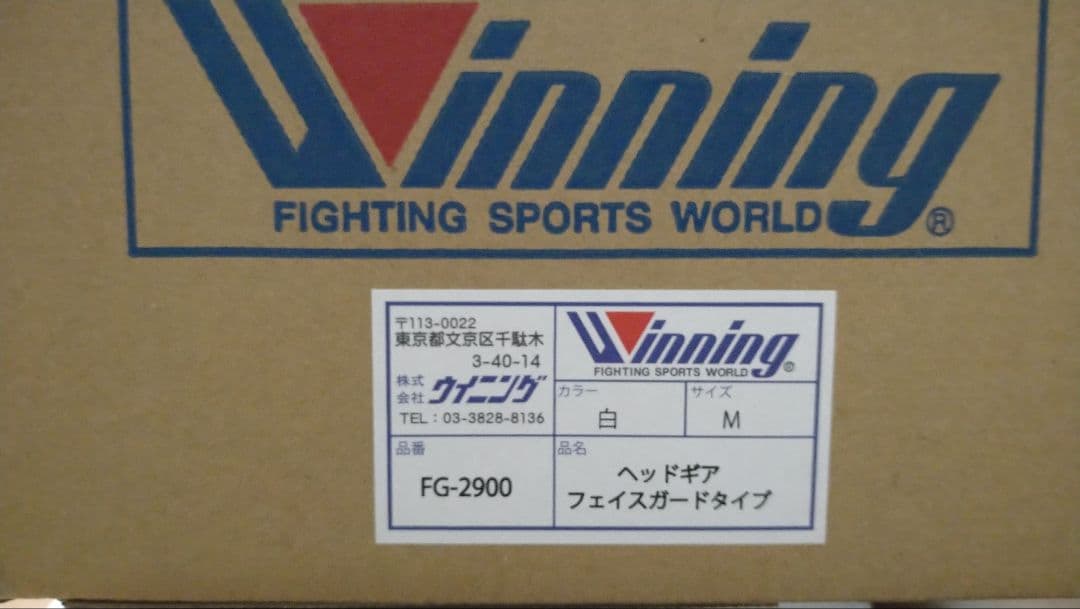 Winning
FIGHTING SPORTS WORLD
®
〒113-0022
東京都文京区千駄木
3-40-14
株式
会社
ウイニング
TEL：03-3828-8136
Winning
®
FIGHTING SPORTS WORLD
カラー
白
サイズ
M
品番
FG-2900
品名
ヘッドギア
フェイスガードタイプ